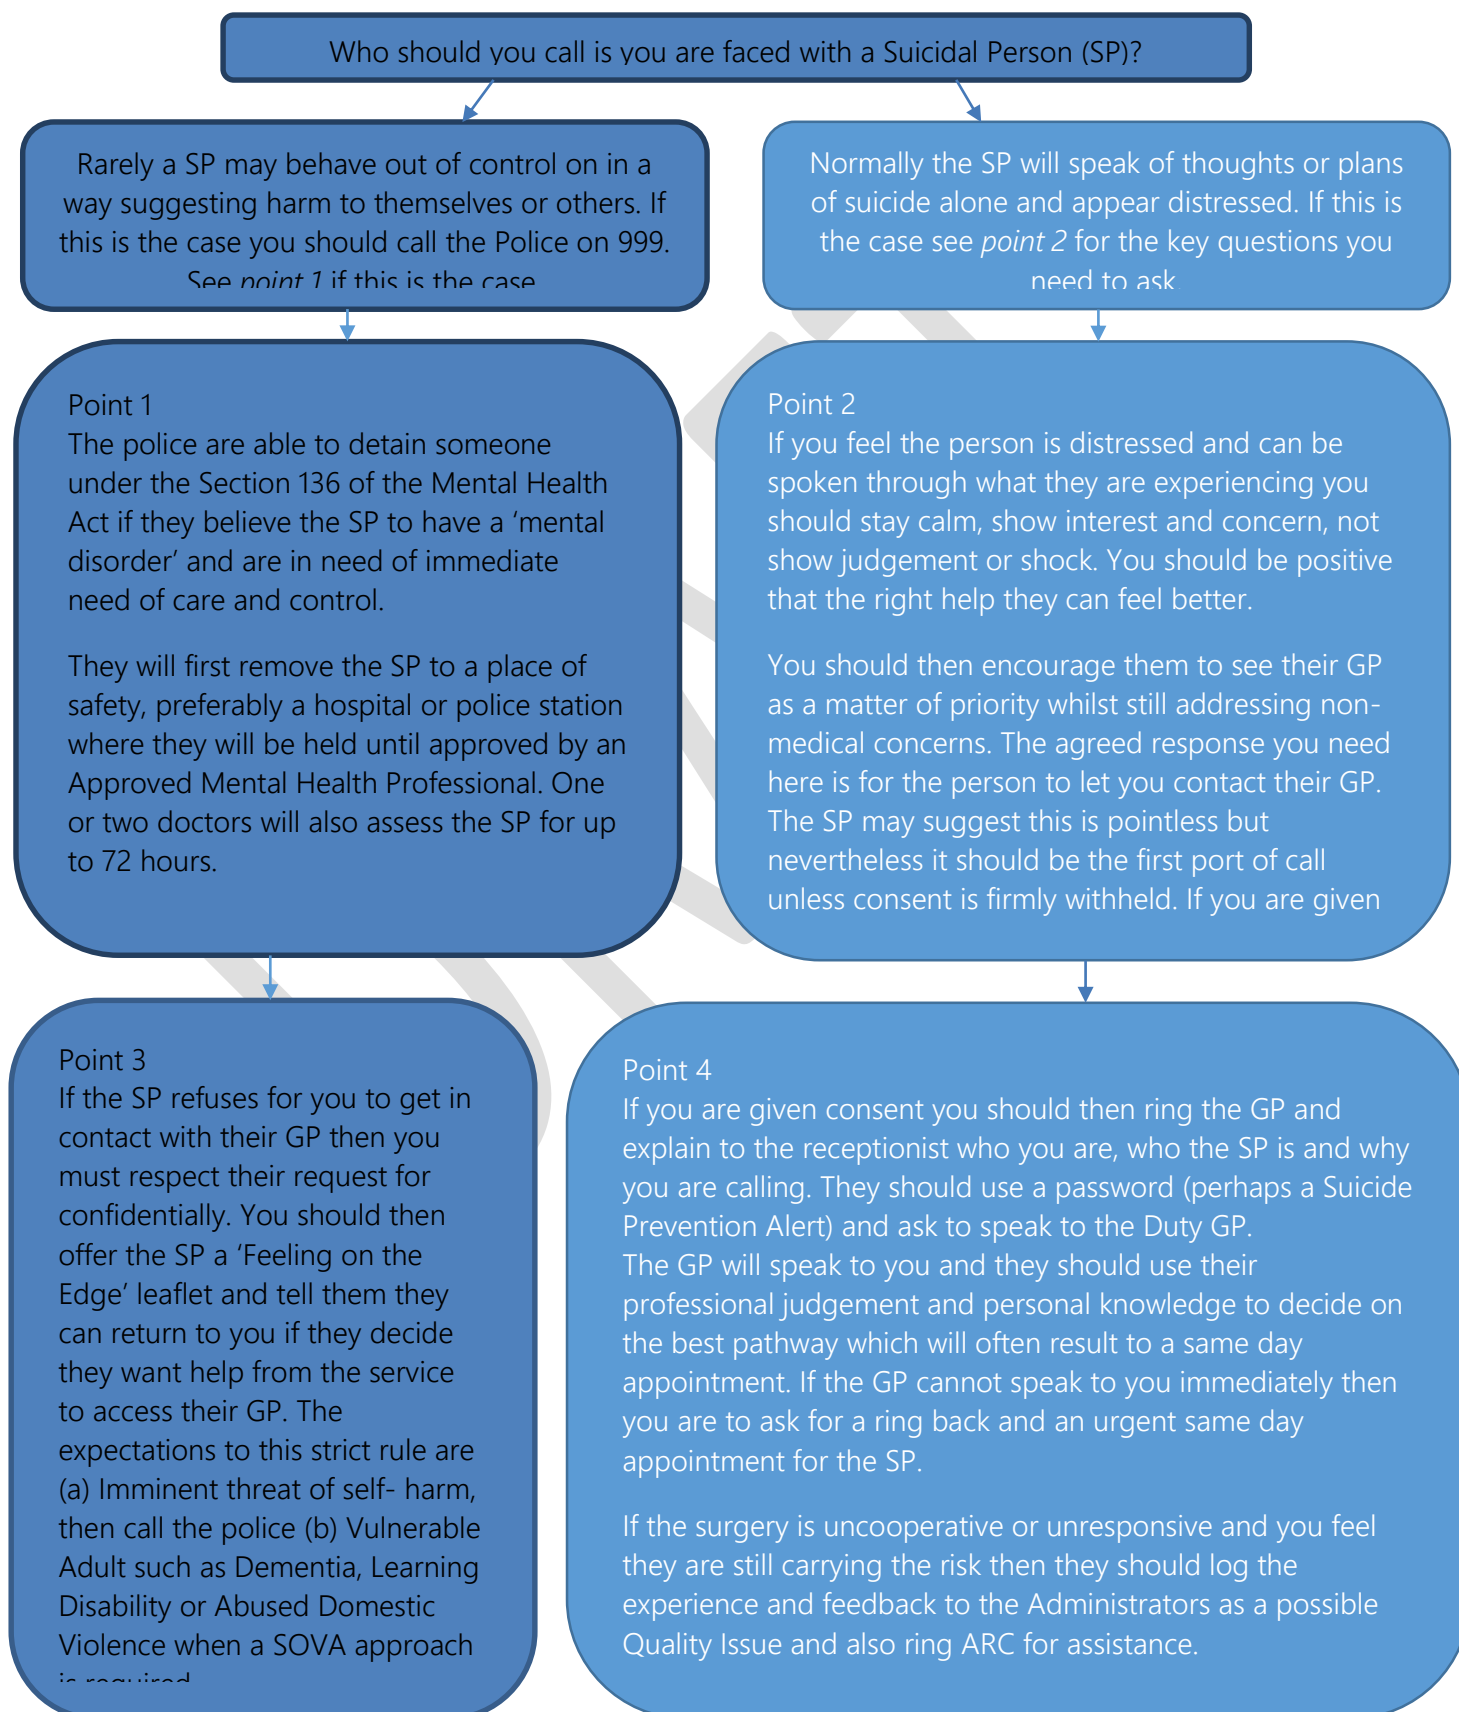 Who should you call is you are faced with a Suicidal Person (SP)?
Rarely a SP may behave out of control on in a
way suggesting harm to themselves or others. If
this is the case you should call the Police on 999.
See point 1 if this is the case
Normally the SP will speak of thoughts or plans
of suicide alone and appear distressed. If this is
the case see point 2 for the key questions you
need to ask.
Point 1
The police are able to detain someone
under the Section 136 of the Mental Health
Act if they believe the SP to have a ‘mental
disorder’ and are in need of immediate
need of care and control.
They will first remove the SP to a place of
safety, preferably a hospital or police station
where they will be held until approved by an
Approved Mental Health Professional. One
or two doctors will also assess the SP for up
to 72 hours.
Point 2
If you feel the person is distressed and can be
spoken through what they are experiencing you
should stay calm, show interest and concern, not
show judgement or shock. You should be positive
that the right help they can feel better.
You should then encourage them to see their GP
as a matter of priority whilst still addressing non-
medical concerns. The agreed response you need
here is for the person to let you contact their GP.
The SP may suggest this is pointless but
nevertheless it should be the first port of call
unless consent is firmly withheld. If you are given
Point 3
If the SP refuses for you to get in
contact with their GP then you
must respect their request for
confidentially. You should then
offer the SP a ‘Feeling on the
Edge’ leaflet and tell them they
can return to you if they decide
they want help from the service
to access their GP. The
expectations to this strict rule are
(a) Imminent threat of self- harm,
then call the police (b) Vulnerable
Adult such as Dementia, Learning
Disability or Abused Domestic
Violence when a SOVA approach
is required
Point 4
If you are given consent you should then ring the GP and
explain to the receptionist who you are, who the SP is and why
you are calling. They should use a password (perhaps a Suicide
Prevention Alert) and ask to speak to the Duty GP.
The GP will speak to you and they should use their
professional judgement and personal knowledge to decide on
the best pathway which will often result to a same day
appointment. If the GP cannot speak to you immediately then
you are to ask for a ring back and an urgent same day
appointment for the SP.
If the surgery is uncooperative or unresponsive and you feel
they are still carrying the risk then they should log the
experience and feedback to the Administrators as a possible
Quality Issue and also ring ARC for assistance.